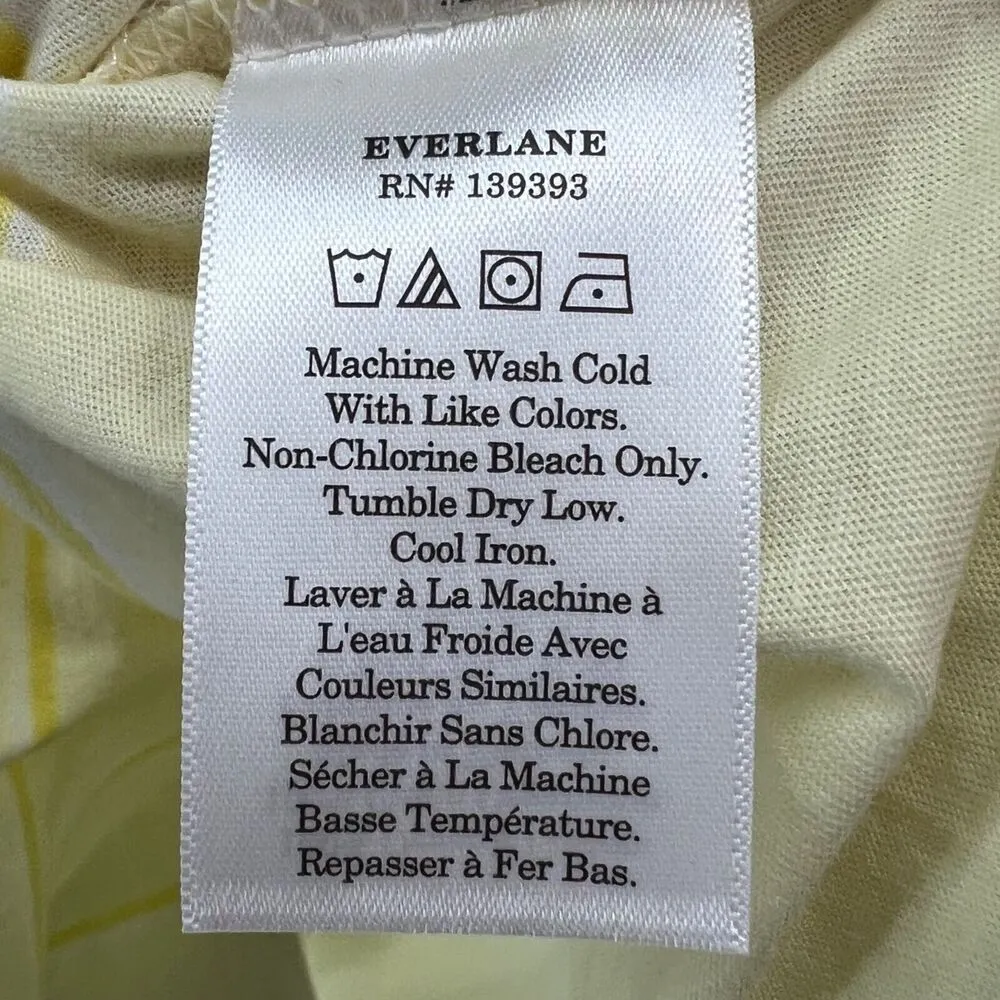 EVERLANE
RN# 139393
Machine Wash Cold
With Like Colors.
Non-Chlorine Bleach Only.
Tumble Dry Low.
Cool Iron.
Laver à La Machine à
L'eau Froide Avec
Couleurs Similaires.
Blanchir Sans Chlore.
Sécher à La Machine
Basse Température.
Repasser à Fer Bas.